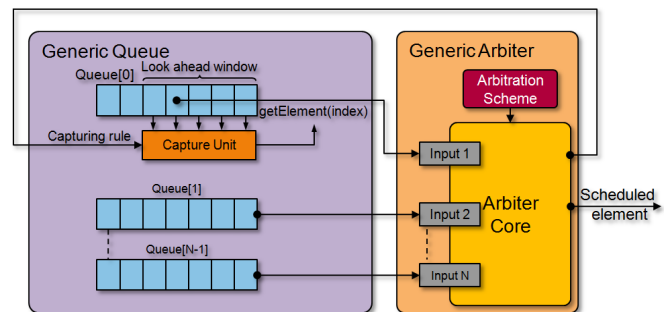 Generic Queue
Look ahead window
Queue[0]
getElement(index)
Capturing rule
Capture Unit
Queue[1]
Queue[N-1]
Generic Arbiter
Arbitration
Scheme
Input 1
Input 2
Input N
Arbiter
Core
Scheduled
element